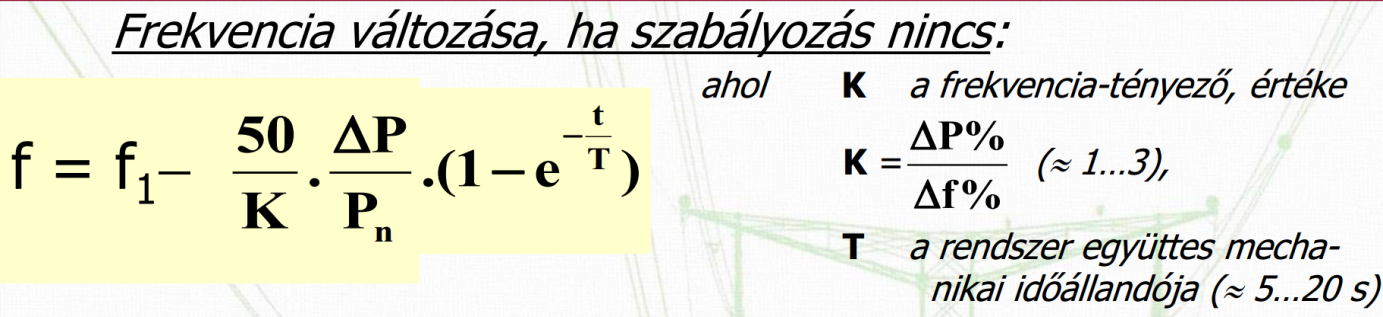 Frekvencia változása, ha szabályozás nincs:
ahol K a frekvencia-tényező, értéke
f = f₁– 50/K . ΔP/Pₙ .(1 – e^(–t/T))
K = ΔP%/Δf% (≈ 1...3),
T a rendszer együttes mecha-
nikai időállandója (≈ 5...20 s)